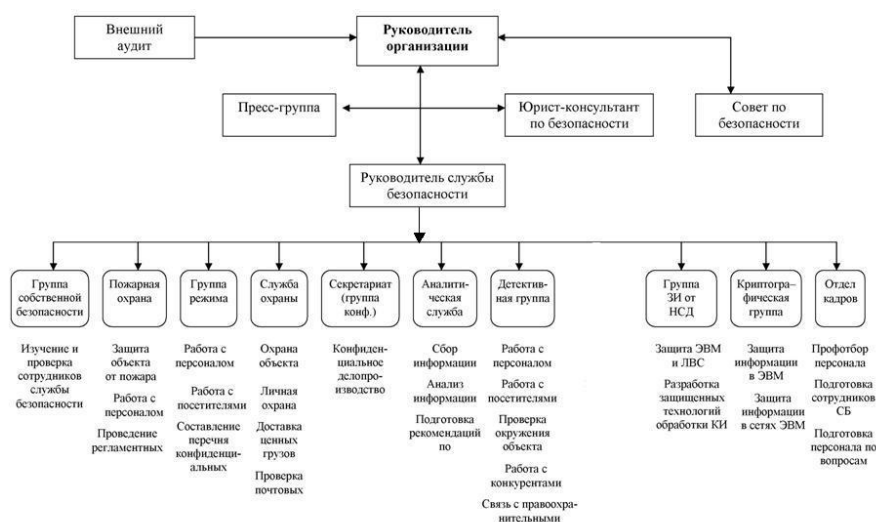 Внешний
аудит
Руководитель
организации
Пресс-группа
Юрист-консультант
по безопасности
Совет по
безопасности
Руководитель службы
безопасности
Группа
собственной
безопасности
Пожарная
охрана
Группа
режима
Служба
охраны
Секретариат
(группа
конф.)
Аналити-
ческая
служба
Детектив-
ная группа
Группа
ЗИ от
НСД
Криптогра–
фическая
группа
Отдел
кадров
Изучение и
проверка
сотрудников
службы
безопасности
Защита
объекта
от пожара
Работа с
персоналом
Проведение
регламентных
Работа с
персоналом
Работа с
посетителями
Составление
перечня
конфиденци-
альных
Охрана
объекта
Личная
охрана
Доставка
ценных
грузов
Проверка
почтовых
Конфиден-
циальное
делопро-
изводство
Сбор
информации
Анализ
информации
Подготовка
рекомендаций
по
Работа с
персоналом
Работа с
посетителями
Проверка
окружения
объекта
Работа с
конкурентами
Связь с правоохра-
нительными
Защита ЭВМ
и ЛВС
Разработка
защищенных
технологий
обработки КИ
Защита
информации
в ЭВМ
Защита
информации
в сетях ЭВМ
Профотбор
персонала
Подготовка
сотрудников
СБ
Подготовка
персонала по
вопросам